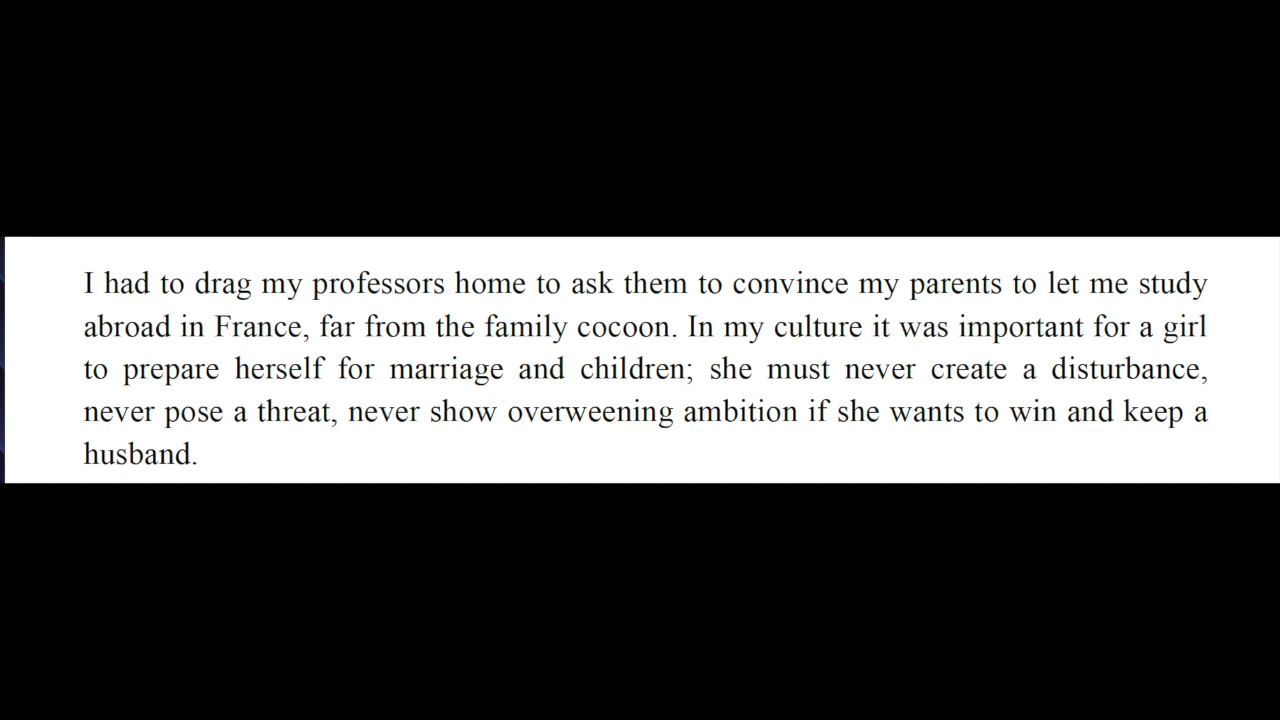 I had to drag my professors home to ask them to convince my parents to let me study
abroad in France, far from the family cocoon. In my culture it was important for a girl
to prepare herself for marriage and children; she must never create a disturbance,
never pose a threat, never show overweening ambition if she wants to win and keep a
husband.